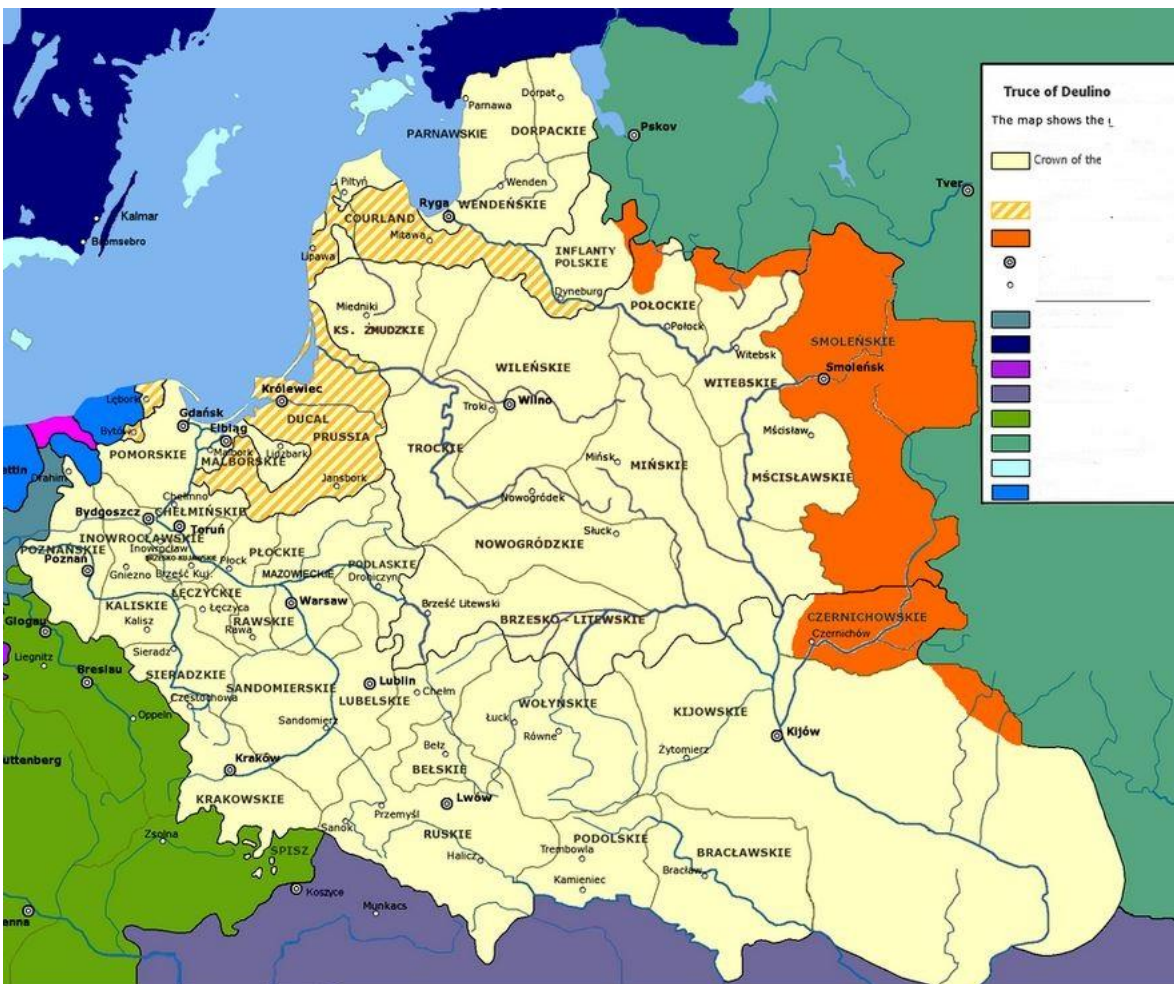 Truce of Deulino
The map shows the
Crown of the
Dorpat
Parnawa
PARNAWSKIE
DORPACKIE
Pskov
Tver
Piltyń
Wenden
WENDEŃSKIE
Ryga
COURLAND
Mitawa
Kalmar
Bromsebro
Lipawa
INFLANTY
POLSKIE
Dyneburg
Miedniki
KS. ŻMUDZKIE
POŁOCKIE
Połock
SMOLEŃSKIE
Witebsk
WILEŃSKIE
WITEBSKIE
Smoleńsk
Królewiec
Troki
Wilno
Lębork
Gdańsk
DUCAL
PRUSSIA
Bytów
Elbląg
Malbork
Lidzbark
MALBORSKIE
POMORSKIE
TROCKIE
Mścisław
Mińsk
MIŃSKIE
MŚCISŁAWSKIE
ettin
Drahim
Jansbork
Nowogródek
Chełmno
CHEŁMIŃSKIE
Bydgoszcz
Toruń
Słuck
INOWROCŁAWSKIE
Inowrocław
BRZESKO-KUJAWSKIE
POZNAŃSKIE
Poznań
Gniezno
Brześć Kuj.
Płock
PŁOCKIE
MAZOWIECKIE
PODLASKIE
Drohiczyn
NOWOGRÓDZKIE
ŁĘCZYCKIE
Łęczyca
KALISKIE
Kalisz
Warsaw
RAWSKIE
Rawa
Brześć Litewski
BRZESKO - LITEWSKIE
CZERNICHOWSKIE
Czernichów
Glogau
Liegnitz
Breslau
Sieradz
SIERADZKIE
Oppeln
Częstochowa
SANDOMIERSKIE
Sandomierz
Lublin
LUBELSKIE
Chełm
WOŁYŃSKIE
Łuck
Równe
KIJOWSKIE
Kijów
Żytomierz
uttenberg
Kraków
KRAKOWSKIE
Bełz
BEŁSKIE
Lwów
Przemyśl
Sanok
RUSKIE
Halicz
Trembowla
PODOLSKIE
Kamieniec
BRACŁAWSKIE
Bracław
Zsolna
SPISZ
Koszyce
Munkacs
enna